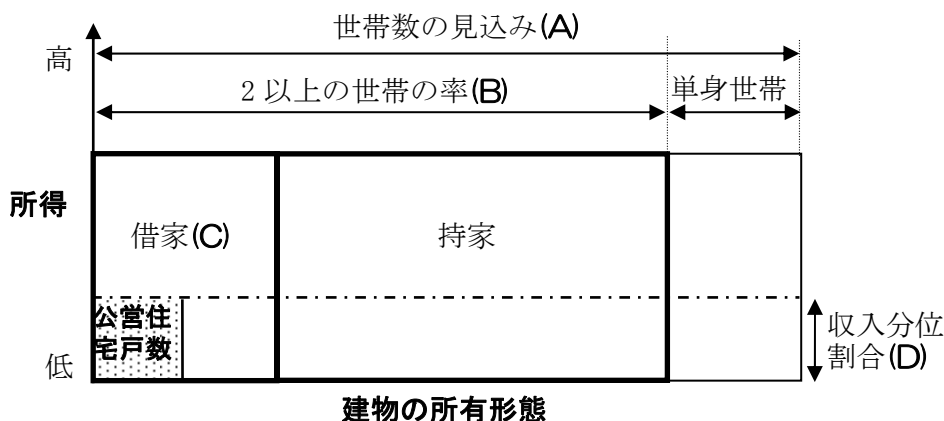 世帯数の見込み(A)
高
2以上の世帯の率(B)
単身世帯
所得
借家(C)
持家
公営住
宅戸数
収入分位
割合(D)
低
建物の所有形態